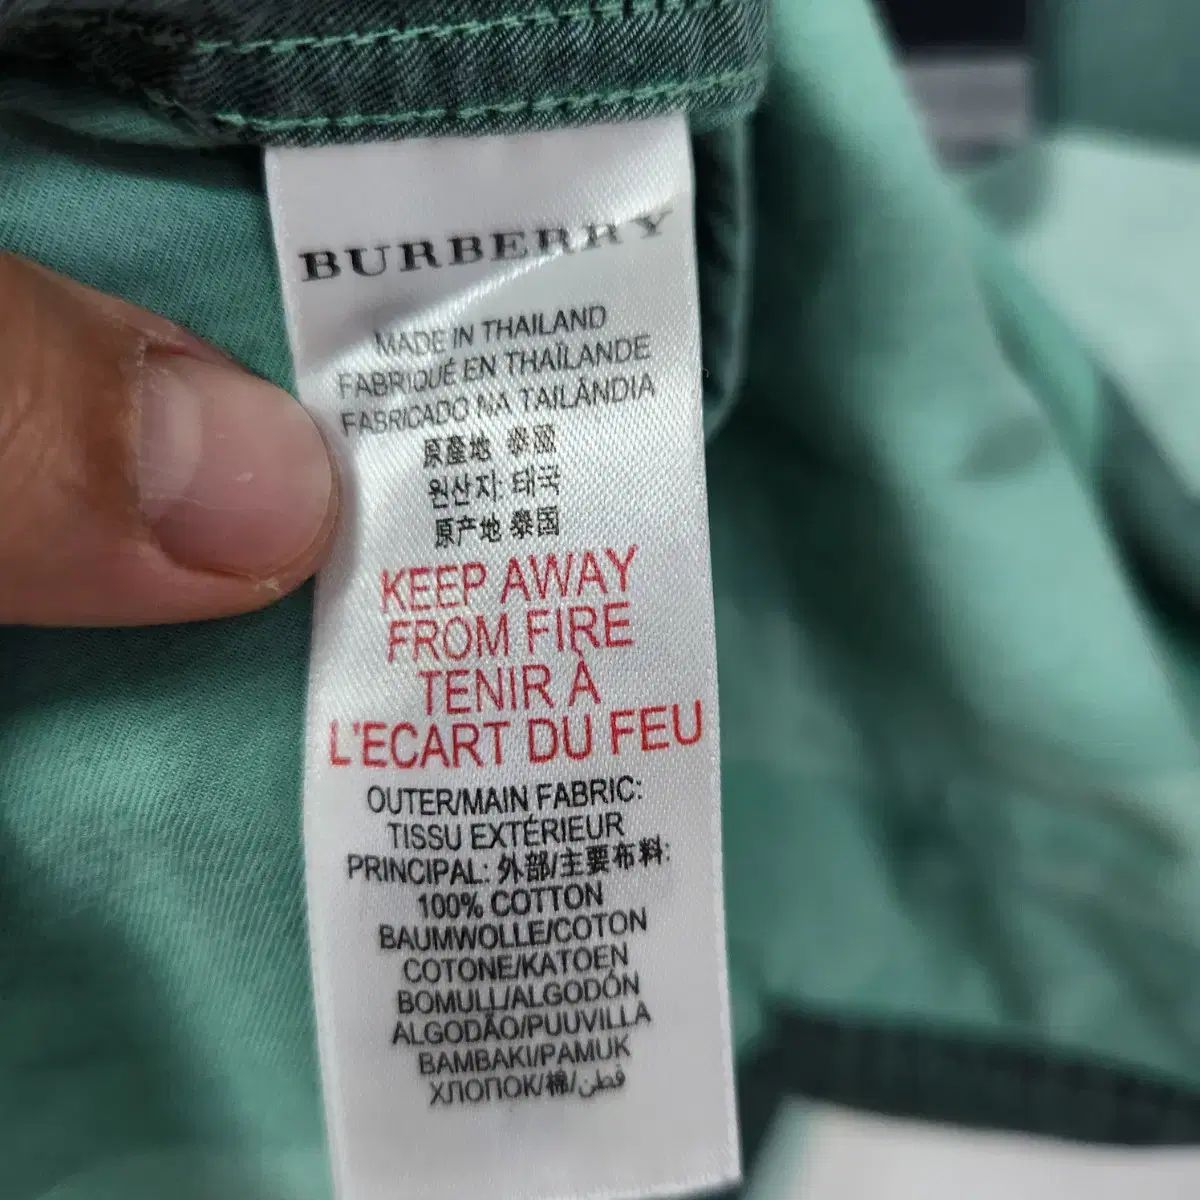 BURBERRY
MADE IN THAILAND
FABRIQUÉ EN THAÏLANDE
FABRICADO NA TAILÂNDIA
原產地 泰國
원산지: 태국
原产地 泰国
KEEP AWAY
FROM FIRE
TENIR À
L'ECART DU FEU
OUTER/MAIN FABRIC:
TISSU EXTÉRIEUR
PRINCIPAL: 外部/主要布料:
100% COTTON
BAUMWOLLE/COTON
COTONE/KATOEN
BOMULL/ALGODÓN
ALGODÃO/PUUVILLA
BAMBAKI/PAMUK
ХЛОПОК/棉/قطن